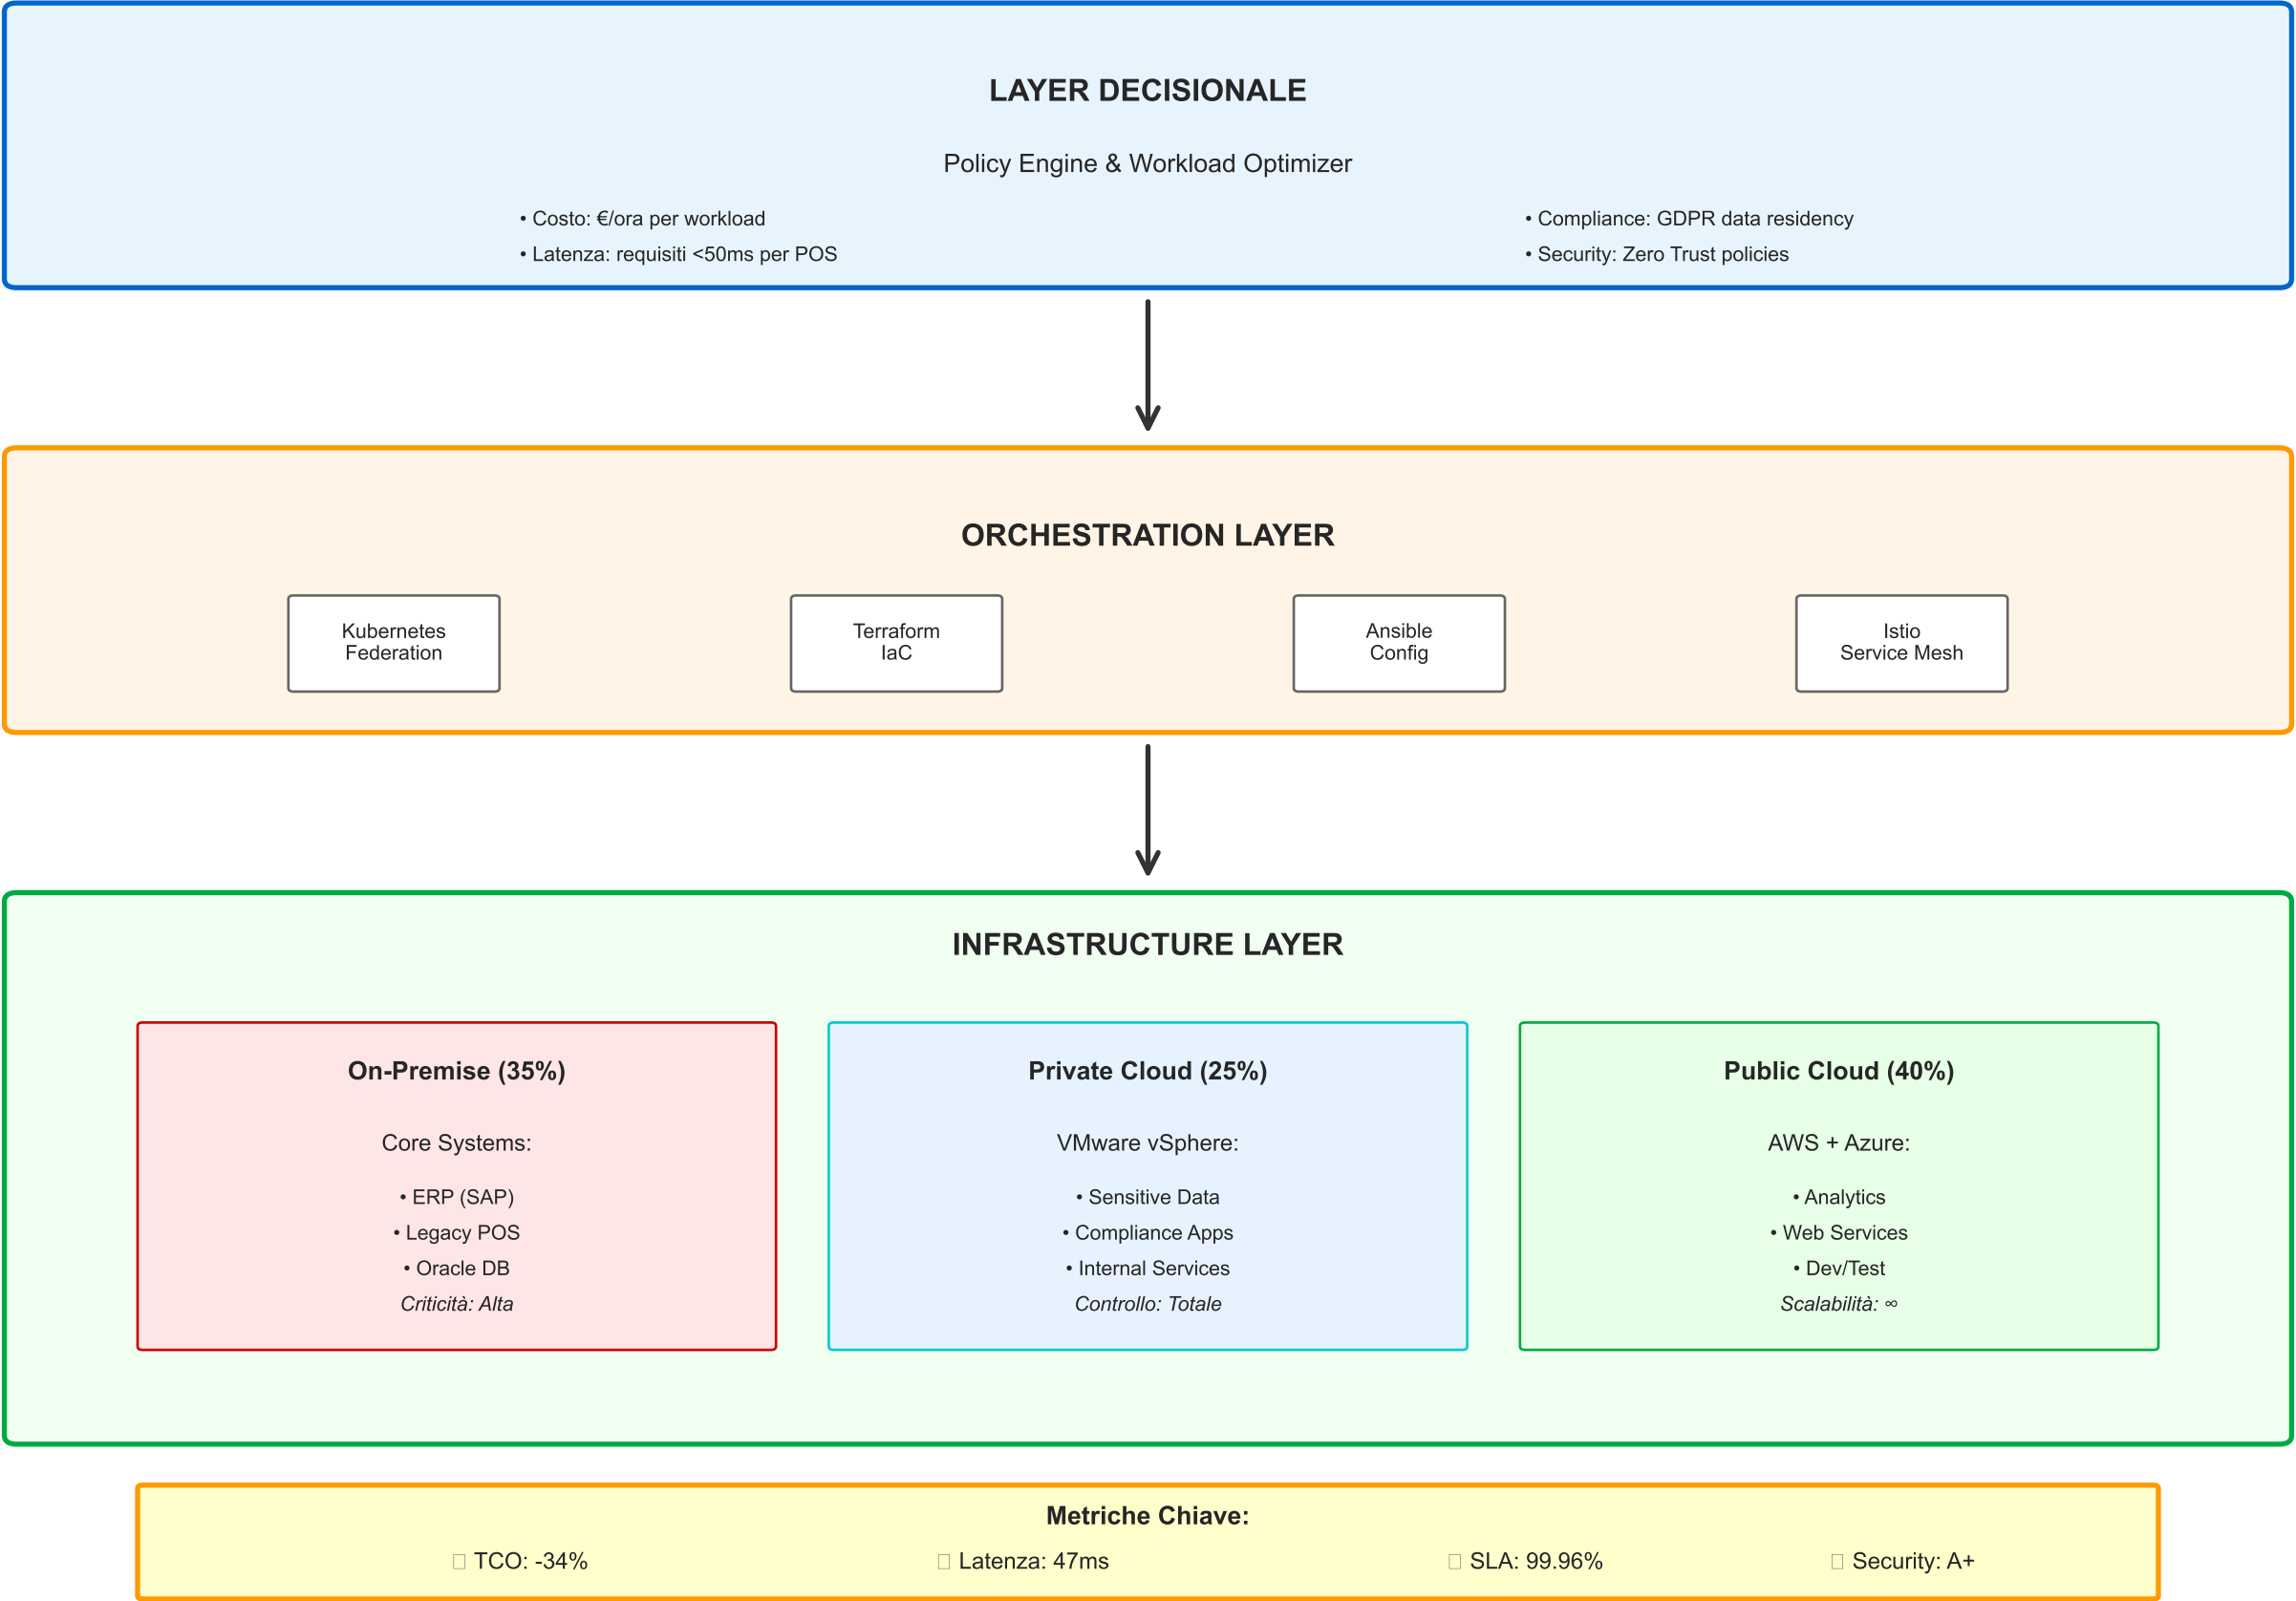 LAYER DECISIONALE
Policy Engine & Workload Optimizer
• Costo: €/ora per workload
• Latenza: requisiti <50ms per POS
• Compliance: GDPR data residency
• Security: Zero Trust policies
ORCHESTRATION LAYER
Kubernetes
Federation
Terraform
IaC
Ansible
Config
Istio
Service Mesh
INFRASTRUCTURE LAYER
On-Premise (35%)
Core Systems:
• ERP (SAP)
• Legacy POS
• Oracle DB
Criticità: Alta
Private Cloud (25%)
VMware vSphere:
• Sensitive Data
• Compliance Apps
• Internal Services
Controllo: Totale
Public Cloud (40%)
AWS + Azure:
• Analytics
• Web Services
• Dev/Test
Scalabilità: ∞
Metriche Chiave:
▯ TCO: -34%
▯ Latenza: 47ms
▯ SLA: 99.96%
▯ Security: A+